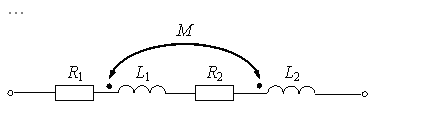 ...
M
R₁ L₁ R₂ L₂